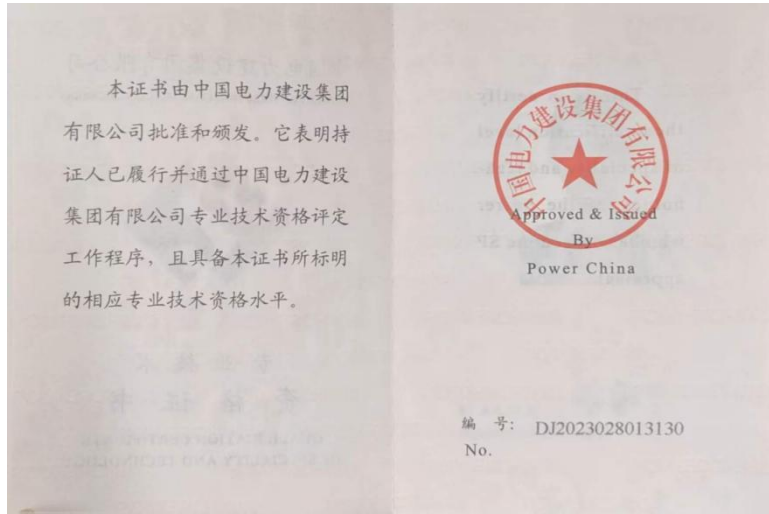 本证书由中国电力建设集团
有限公司批准和颁发。它表明持
证人已履行并通过中国电力建设
集团有限公司专业技术资格评定
工作程序，且具备本证书所标明
的相应专业技术资格水平。
中国电力建设集团有限公司
Approved & Issued
By
Power China
编 号: DJ2023028013130
No.